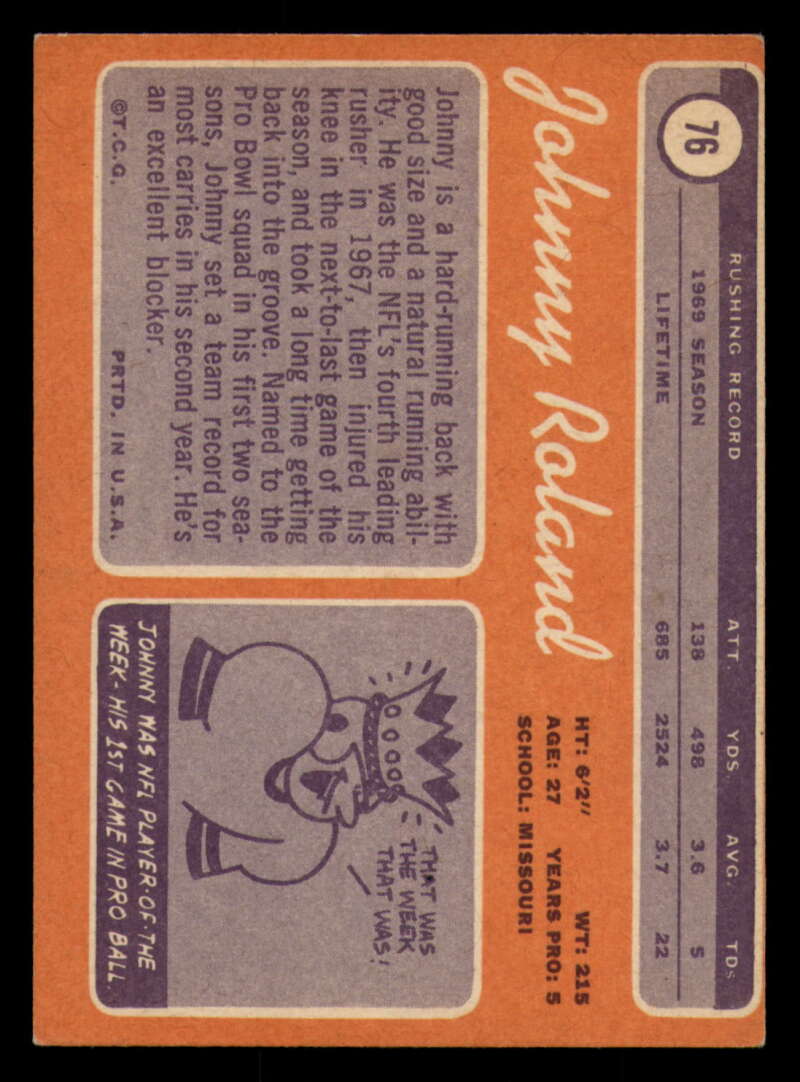 76
RUSHING RECORD ATT. YDS. AVG. TDs
1969 SEASON 138 498 3.6 5
LIFETIME 685 2524 3.7 22
Johnny Roland
HT: 6/2" WT: 215
AGE: 27 YEARS PRO: 5
SCHOOL: MISSOURI
Johnny is a hard-running back with
good size and a natural running abil-
ity. He was the NFL's fourth leading
rusher in 1967, then injured his
knee in the next-to-last game of the
season, and took a long time getting
back into the groove. Named to the
Pro Bowl squad in his first two sea-
sons, Johnny set a team record for
most carries in his second year. He's
an excellent blocker.
©T.C.G. PRTD. IN U.S.A.
THAT WAS
THE WEEK
THAT WAS!
JOHNNY WAS NFL PLAYER-OF-THE
WEEK - HIS 1ST GAME IN PRO BALL